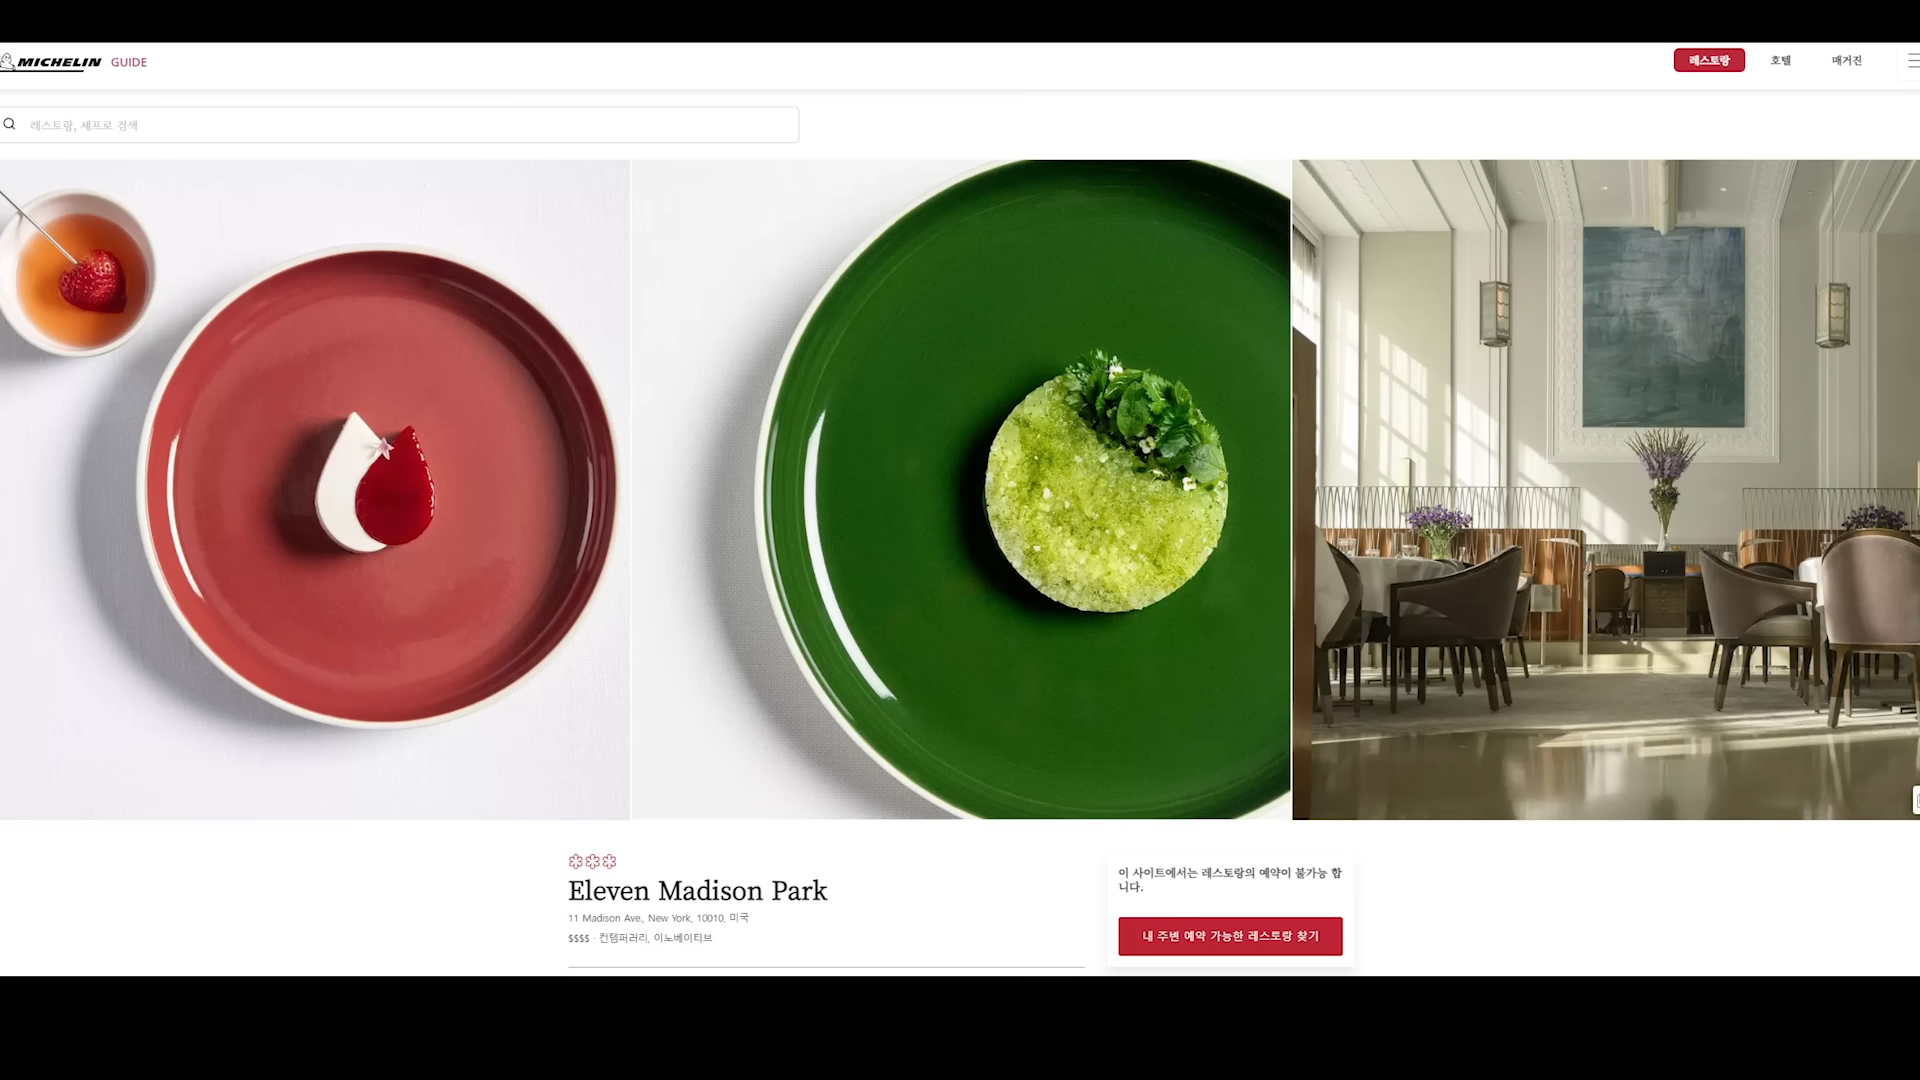 MICHELIN GUIDE
레스토랑 호텔 매거진
레스토랑, 셰프로 검색
Eleven Madison Park
11 Madison Ave., New York, 10010, 미국
$$$$ · 컨템퍼러리, 이노베이티브
이 사이트에서는 레스토랑의 예약이 불가능 합
니다.
내 주변 예약 가능한 레스토랑 찾기